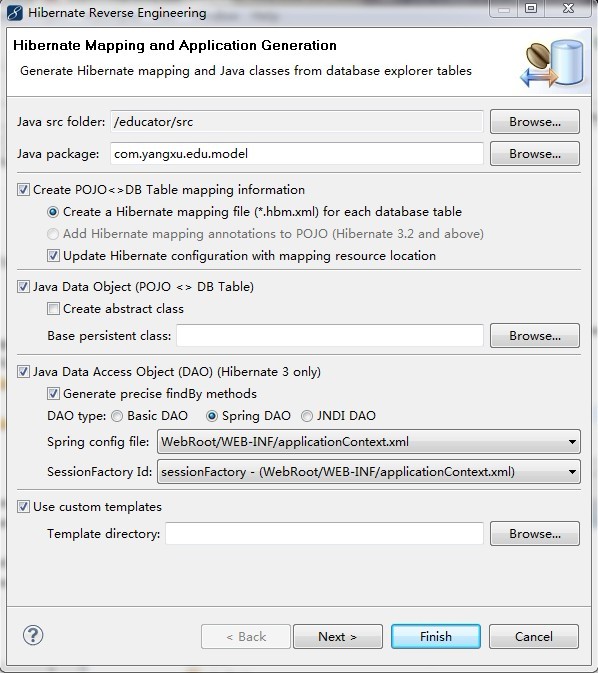 Hibernate Reverse Engineering
Hibernate Mapping and Application Generation
Generate Hibernate mapping and Java classes from database explorer tables
Java src folder: /educator/src Browse...
Java package: com.yangxu.edu.model Browse...
Create POJO<>DB Table mapping information
Create a Hibernate mapping file (*.hbm.xml) for each database table
Add Hibernate mapping annotations to POJO (Hibernate 3.2 and above)
Update Hibernate configuration with mapping resource location
Java Data Object (POJO <> DB Table)
Create abstract class
Base persistent class: Browse...
Java Data Access Object (DAO) (Hibernate 3 only)
Generate precise findBy methods
DAO type: Basic DAO Spring DAO JNDI DAO
Spring config file: WebRoot/WEB-INF/applicationContext.xml
SessionFactory Id: sessionFactory - (WebRoot/WEB-INF/applicationContext.xml)
Use custom templates
Template directory: Browse...
? < Back Next > Finish Cancel